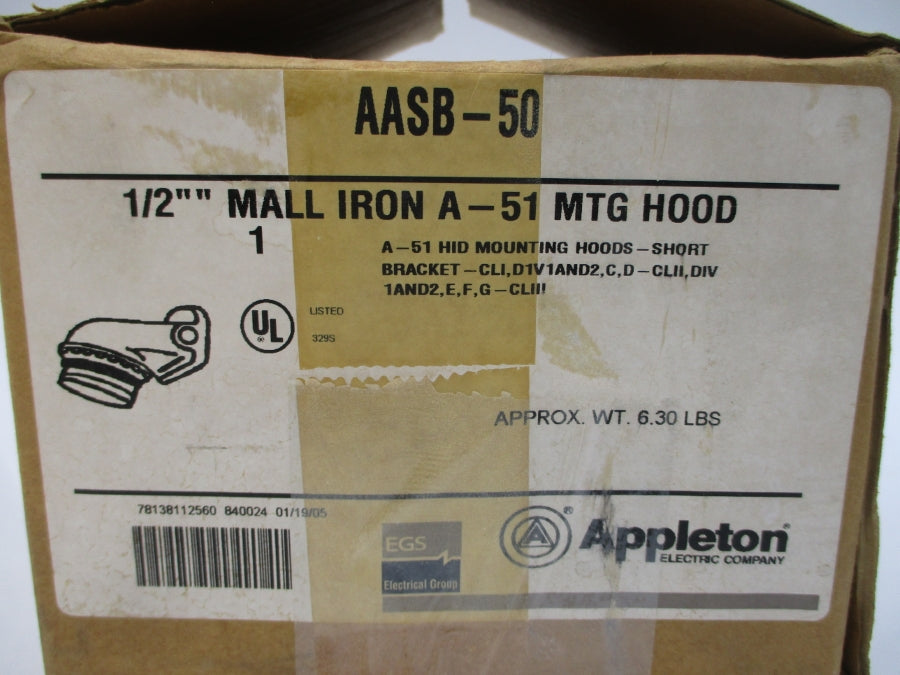 AASB-50
1/2"" MALL IRON A-51 MTG HOOD
1
A-51 HID MOUNTING HOODS-SHORT
BRACKET-CLI,D1V1AND2,C,D-CLII,DIV
1AND2,E,F,G-CLIII
UL
®
LISTED
329S
APPROX. WT. 6.30 LBS
78138112560 840024 01/19/05
EGS
Electrical Group
A
®
Appleton®
ELECTRIC COMPANY